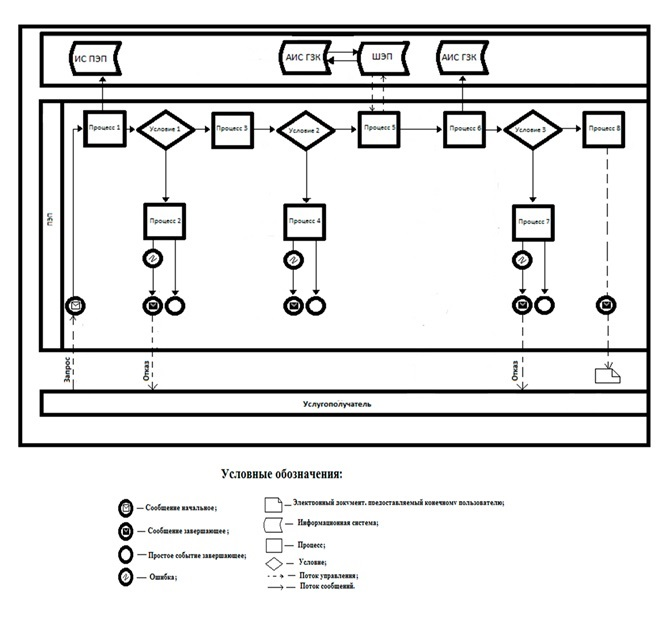 ИС ПЭП
АИС ГЗК
ШЭП
АИС ГЗК
ПЭП
Процесс 1
Условие 1
Процесс 5
Условие 2
Процесс 5
Процесс 6
Условие 3
Процесс 8
Процесс 2
Процесс 4
Процесс 7
Запрос
Отказ
Отказ
Услугополучатель
Условные обозначения:
— Сообщение начальное;
— Сообщение завершающее;
— Простое событие завершающее;
— Ошибка;
— Электронный документ, предоставляемый конечному пользователю;
— Информационная система;
— Процесс;
— Условие;
— Поток управления;
— Поток сообщений.